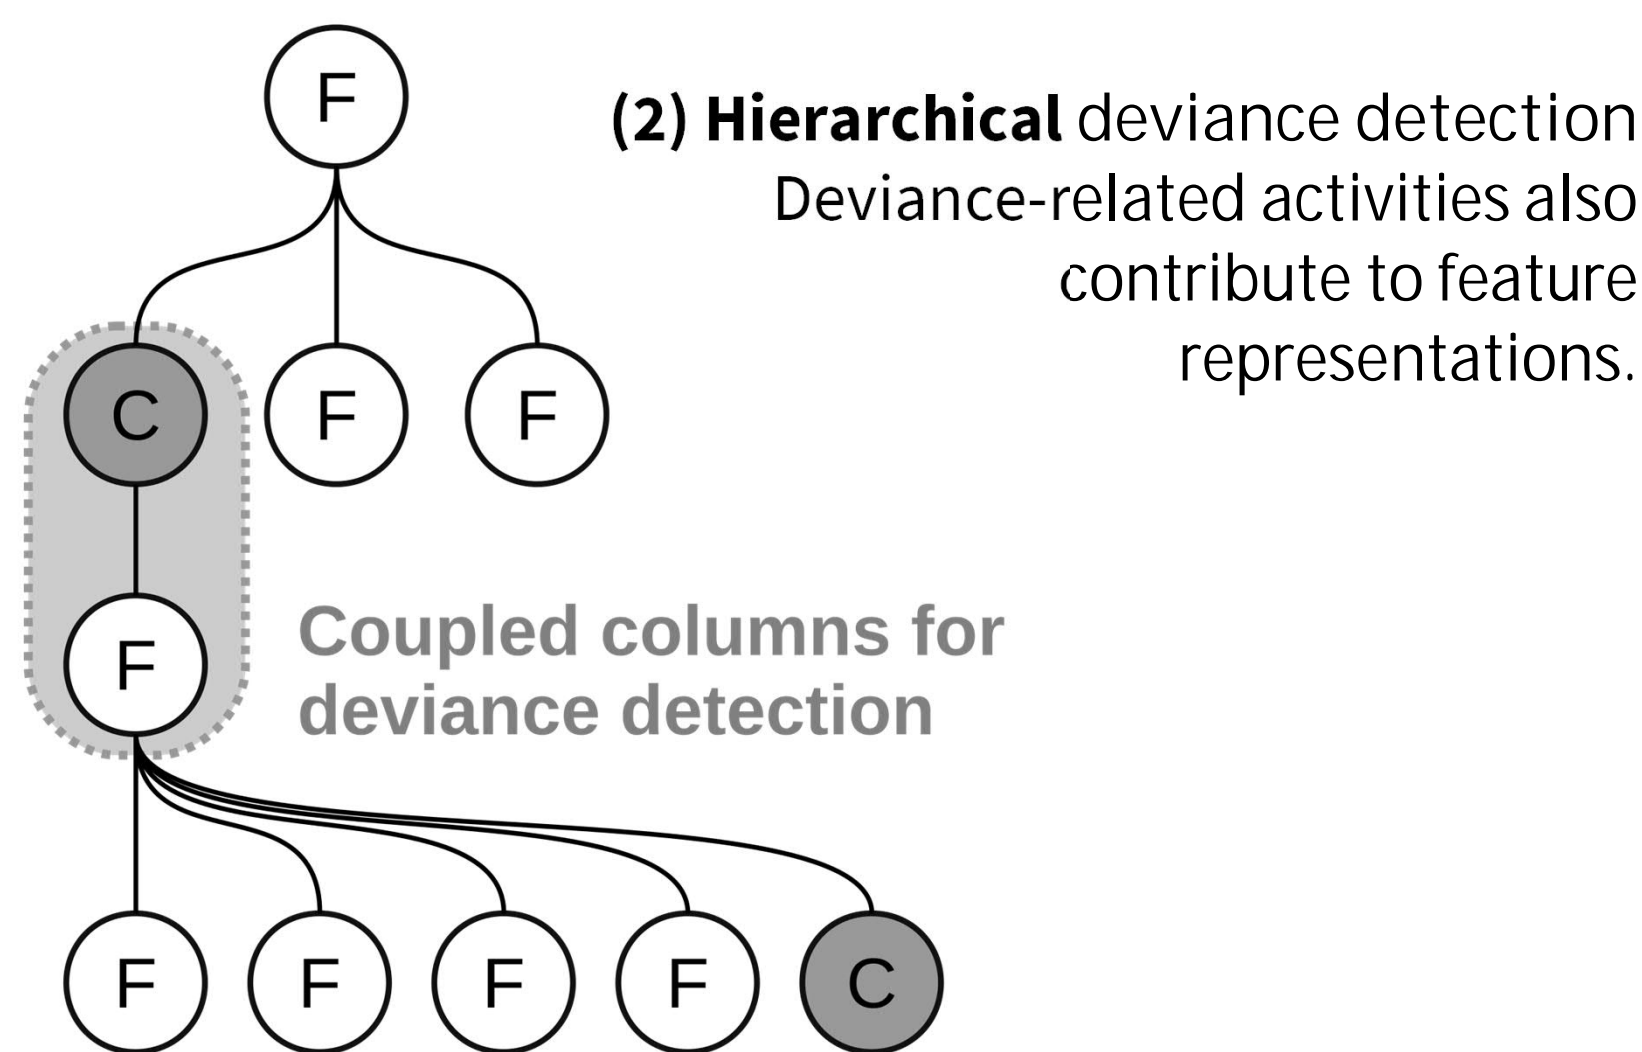 F
(2) Hierarchical deviance detection
Deviance-related activities also
contribute to feature
representations.
C F F
F
Coupled columns for
deviance detection
F F F F C